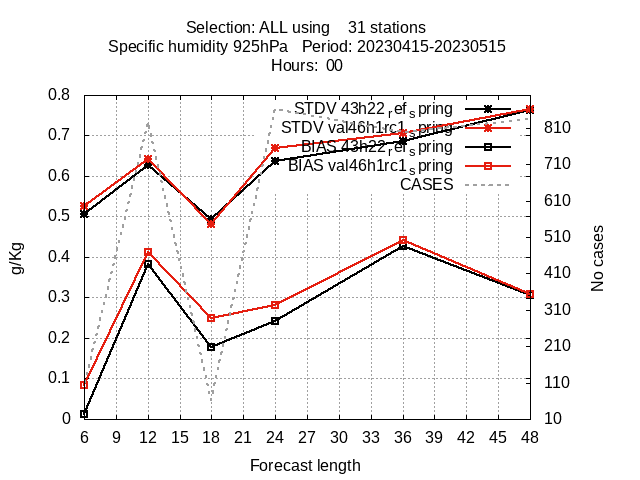 Selection: ALL using 31 stations
Specific humidity 925hPa Period: 20230415-20230515
Hours: 00
STDV 43h22_ref_spring
STDV val46h1rc1_spring
BIAS 43h22_ref_spring
BIAS val46h1rc1_spring
CASES
g/Kg
0.8
0.7
0.6
0.5
0.4
0.3
0.2
0.1
0
810
710
610
510
410
310
210
110
10
No cases
6 9 12 15 18 21 24 27 30 33 36 39 42 45 48
Forecast length